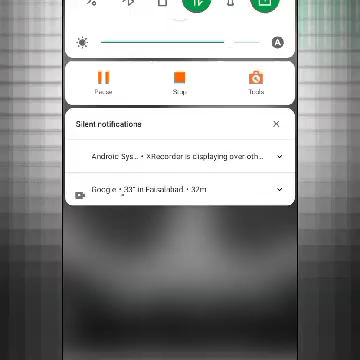 A
Pause
Stop
Tools
Silent notifications
Android Sys... • XRecorder is displaying over oth...
Google • 33° in Faisalabad • 32m